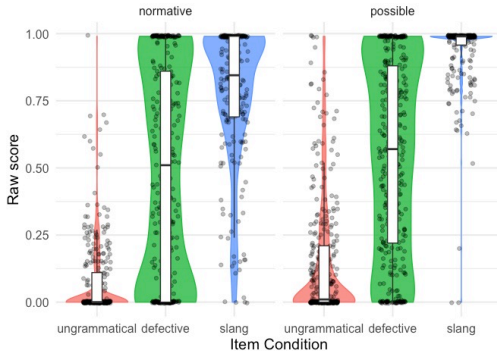 normative possible
Raw score
1.00
0.75
0.50
0.25
0.00
ungrammatical defective slang ungrammatical defective slang
Item Condition